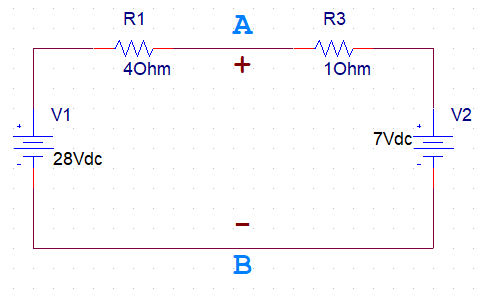 R1
A
R3
4Ohm
+
1Ohm
+
V1
28Vdc
-
+
V2
7Vdc
-
-
B